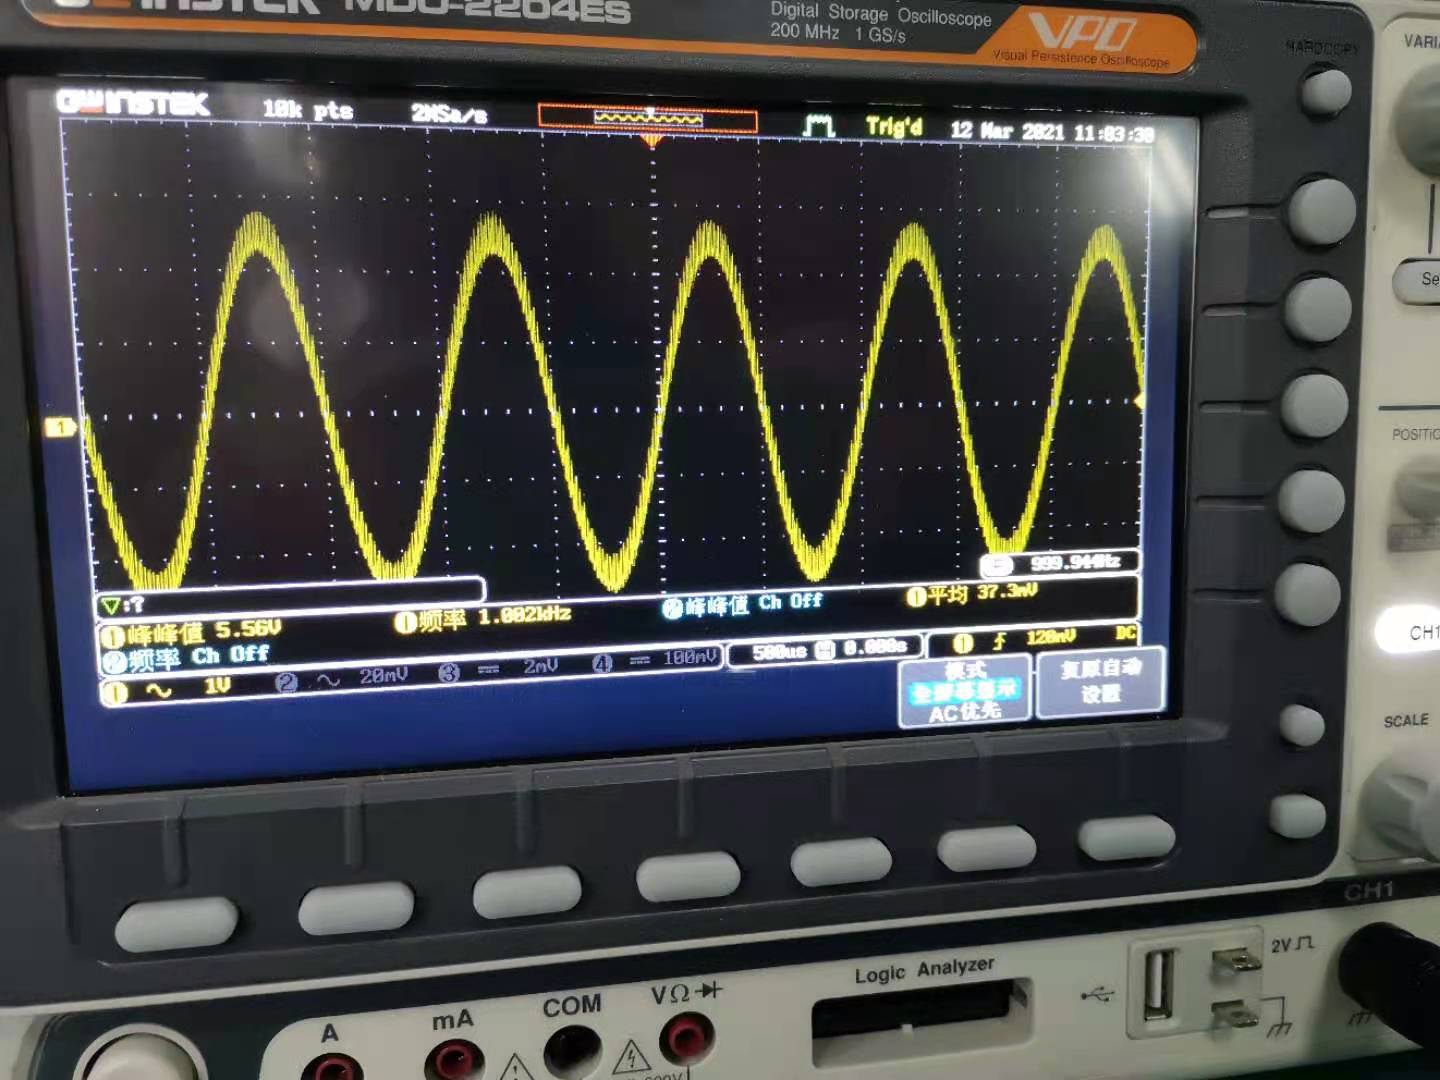 GW INSTEK MDO-2204ES
Digital Storage Oscilloscope
200 MHz 1 GS/s
VPO
Visual Persistence Oscilloscope
HARDCOPY
GW INSTEK 10k pts 2MSa/s Trig'd 12 Mar 2021 11:03:30
1
999.944Hz
:?
1 峰峰值 5.56V 1 频率 1.002kHz 2 峰峰值 Ch Off 1 平均 37.3mV
2 频率 Ch Off
1 1V 2 20mV 3 2mV 4 100mV 500us 0.000s 1 120mV DC
模式
全屏幕显示
AC优先
复原自动
设置
CH1
SCALE
CH1
Logic Analyzer
2V
A
mA
COM
VΩ